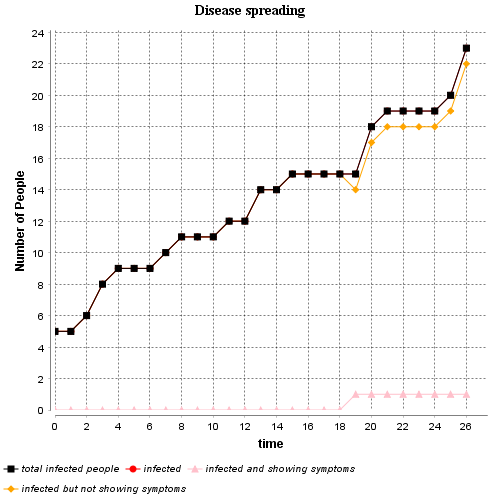 Disease spreading
24
22
20
18
16
14
12
10
8
6
4
2
0
Number of People
0 2 4 6 8 10 12 14 16 18 20 22 24 26
time
total infected people infected infected and showing symptoms
infected but not showing symptoms